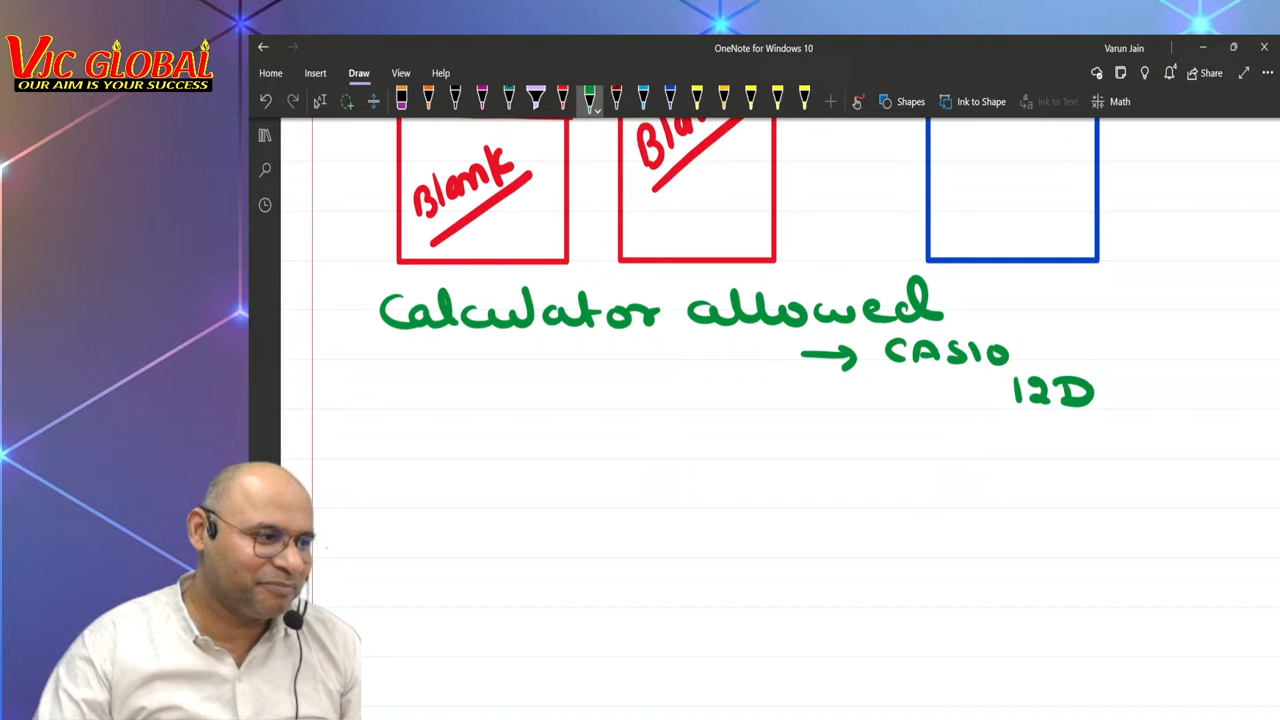 VJC GLOBAL
OUR AIM IS YOUR SUCCESS
OneNote for Windows 10
Varun Jain
Home Insert Draw View Help
4
Share
Shapes
Ink to Shape
Ink to Text
Math
Blank
Calculator allowed
→ CASIO
12D